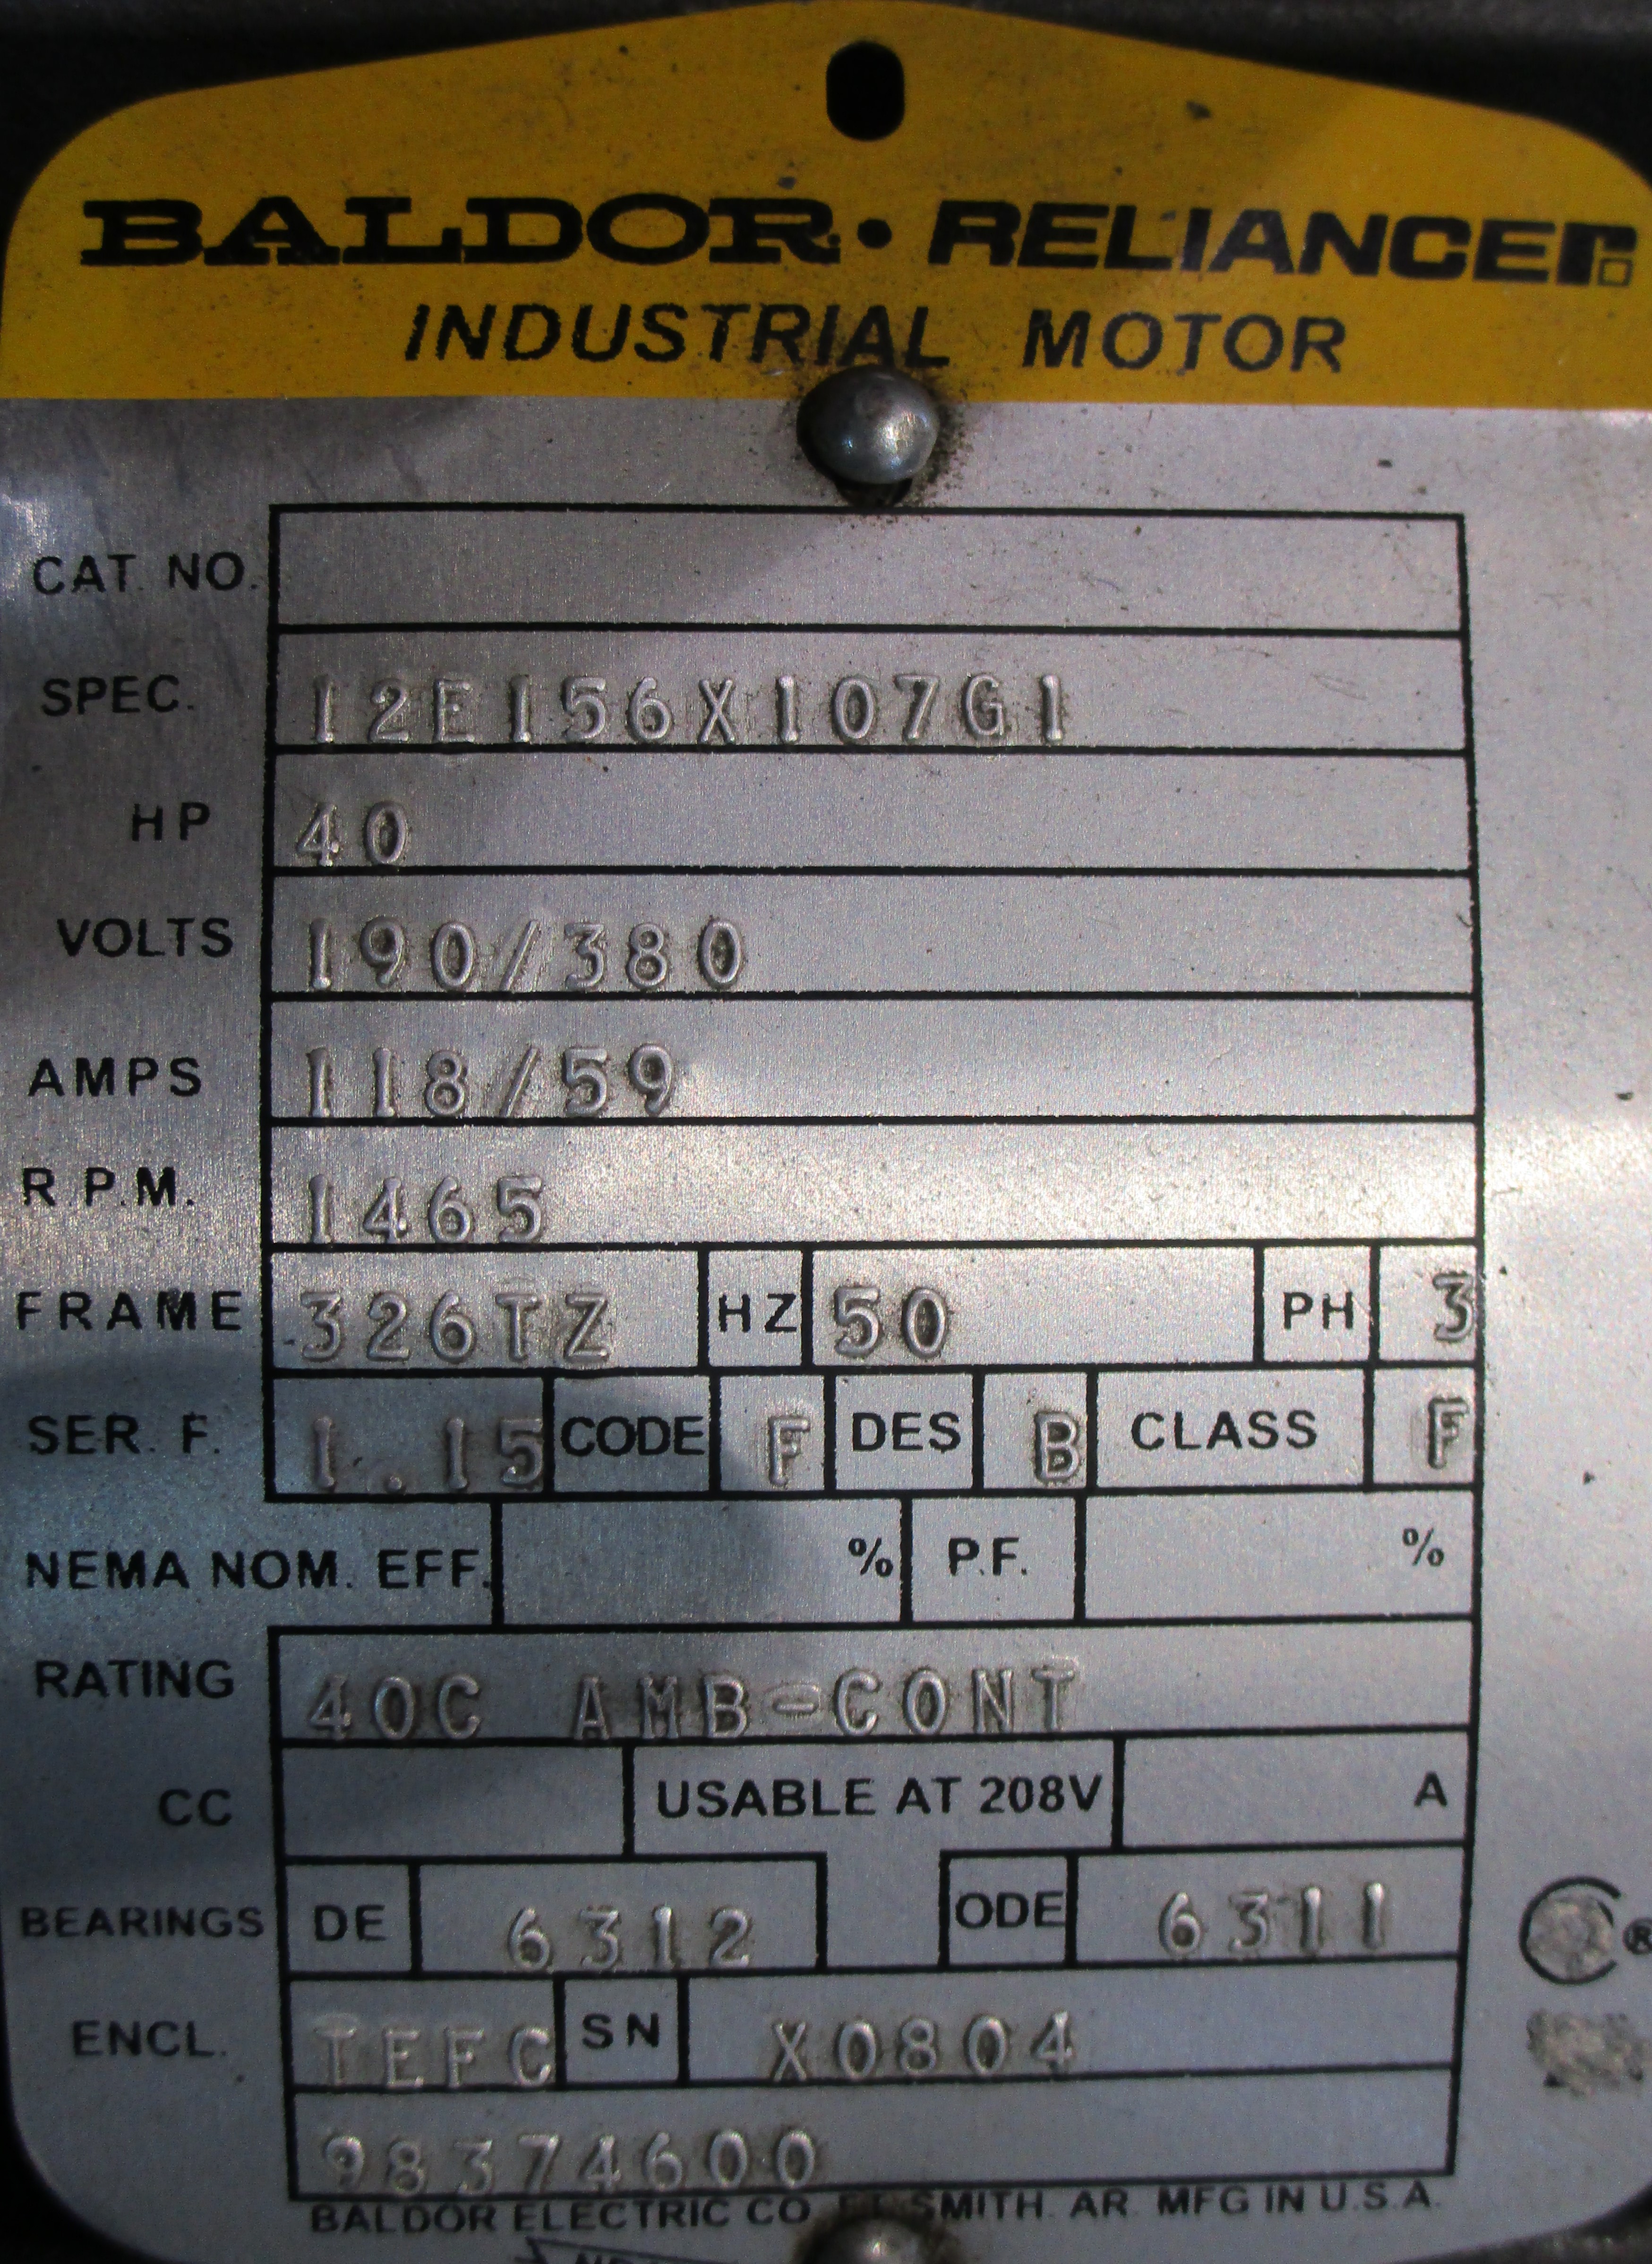 BALDOR • RELIANCE
INDUSTRIAL MOTOR
CAT. NO.
SPEC. 12E156X107G1
HP 40
VOLTS 190/380
AMPS 118/59
R.P.M. 1465
FRAME 326TZ HZ 50 PH 3
SER. F. 1.15 CODE F DES B CLASS F
NEMA NOM. EFF. % P.F. %
RATING 40C AMB-CONT
CC USABLE AT 208V A
BEARINGS DE 6312 ODE 6311
®
ENCL. TEFC SN X0804
98374600
BALDOR ELECTRIC CO SMITH. AR. MFG IN U.S.A.